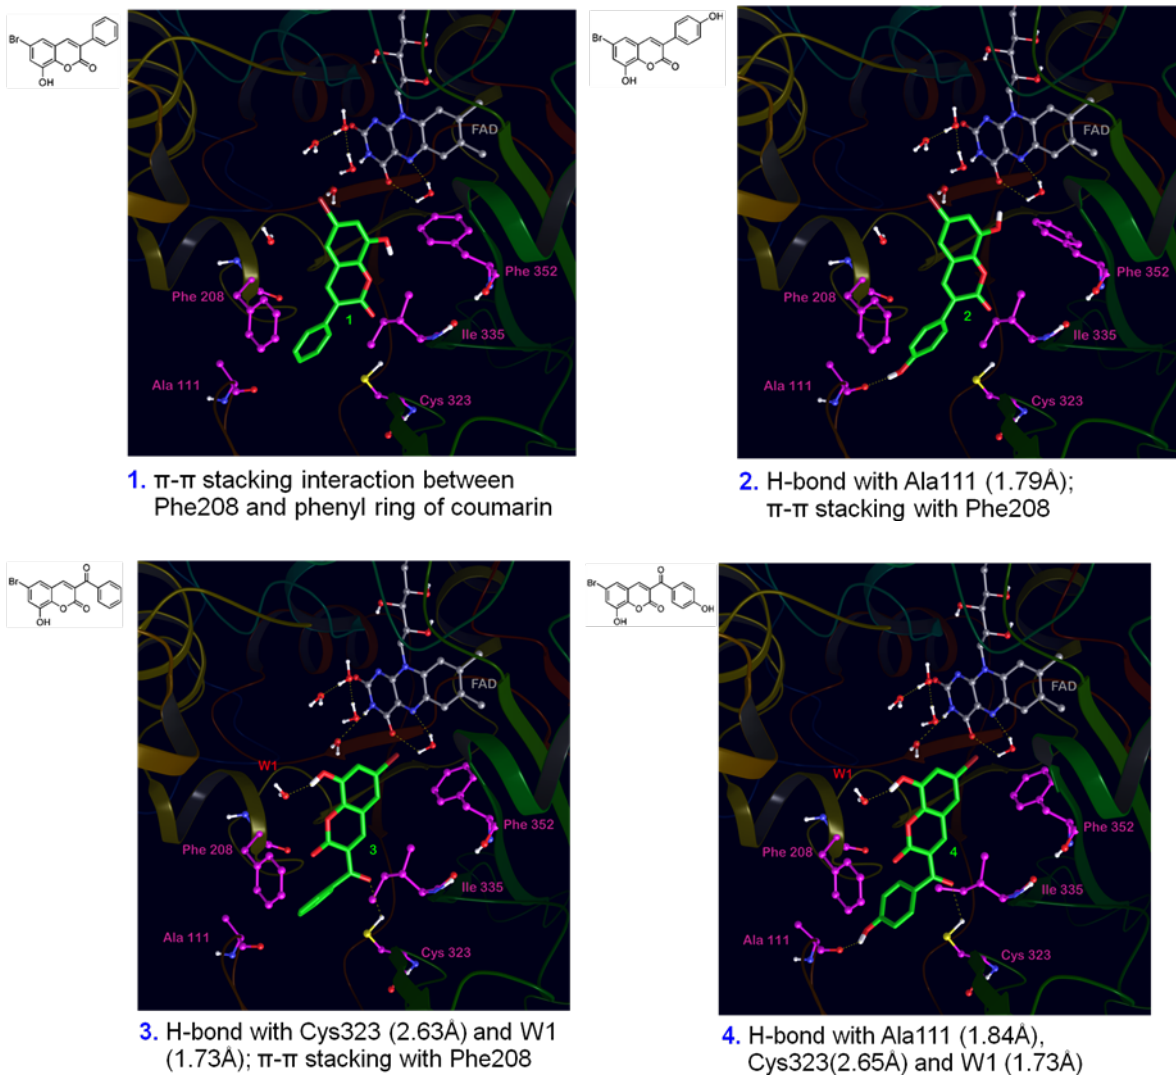 Br
O
O
OH
OH
Br
O
O
OH
FAD
Phe 352
Phe 208
1
Ile 335
Ala 111
Cys 323
FAD
Phe 352
Phe 208
2
Ile 335
Ala 111
Cys 323
1. π-π stacking interaction between
Phe208 and phenyl ring of coumarin
2. H-bond with Ala111 (1.79Å);
π-π stacking with Phe208
O
Br
O
O
OH
O
Br
O
O
OH
OH
FAD
W1
Phe 352
Phe 208
3
Ile 335
Ala 111
Cys 323
FAD
W1
Phe 352
Phe 208
4
Ile 335
Ala 111
Cys 323
3. H-bond with Cys323 (2.63Å) and W1
(1.73Å); π-π stacking with Phe208
4. H-bond with Ala111 (1.84Å),
Cys323(2.65Å) and W1 (1.73Å)